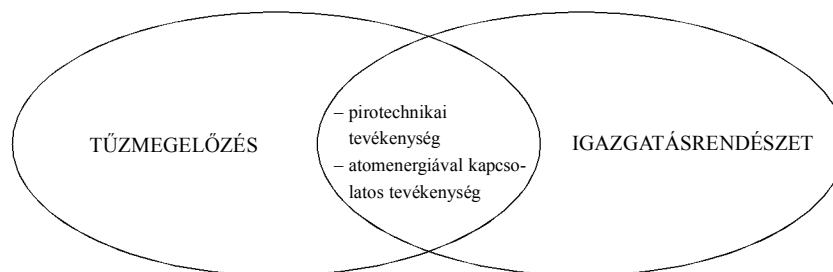 TŰZMEGELŐZÉS
– pirotechnikai
tevékenység
– atomenergiával kapcso-
latos tevékenység
IGAZGATÁSRENDÉSZET